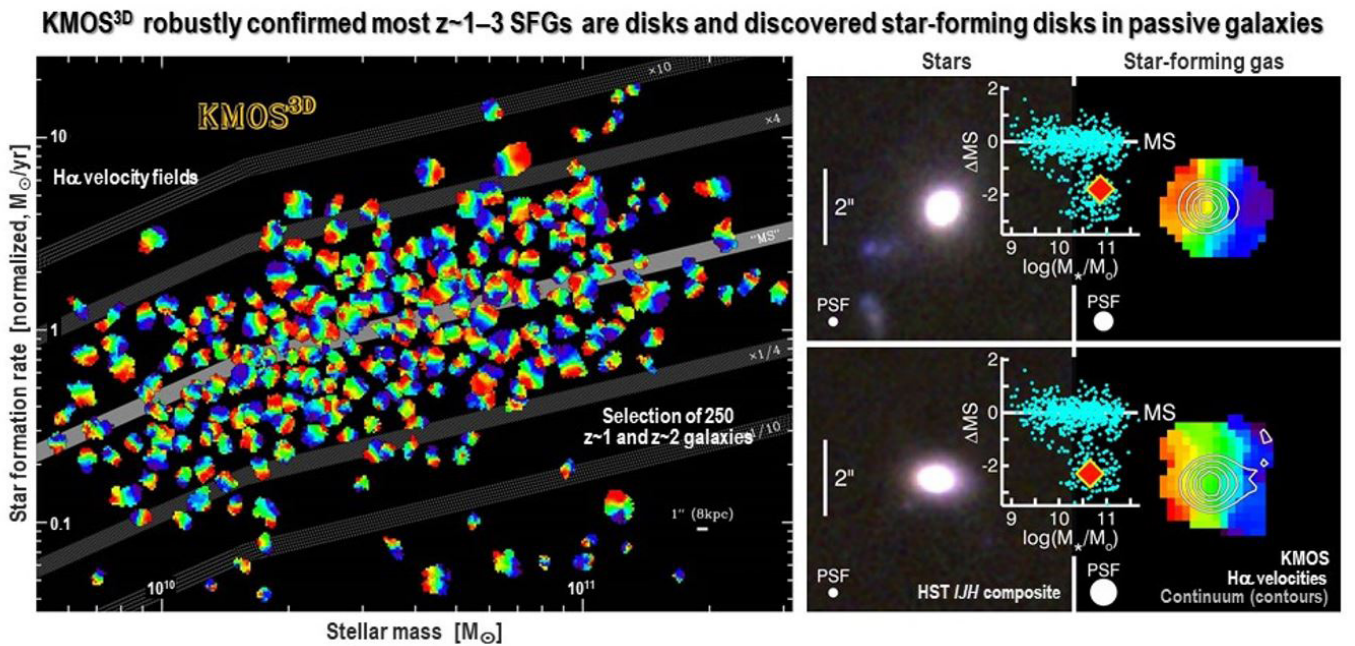 KMOS3D robustly confirmed most z~1–3 SFGs are disks and discovered star-forming disks in passive galaxies
Star formation rate [normalized, M⊙/yr]
10
1
0.1
KMOS3D
Hα velocity fields
×10
×4
"MS"
×1/4
×1/10
Selection of 250
z~1 and z~2 galaxies
1" (8kpc)
10^10
10^11
Stellar mass [M⊙]
Stars
Star-forming gas
2"
PSF
ΔMS
2
0
-2
MS
9
10
11
log(M★/M⊙)
PSF
2"
PSF
HST IJH composite
ΔMS
2
0
-2
MS
9
10
11
log(M★/M⊙)
PSF
KMOS
Hα velocities
Continuum (contours)